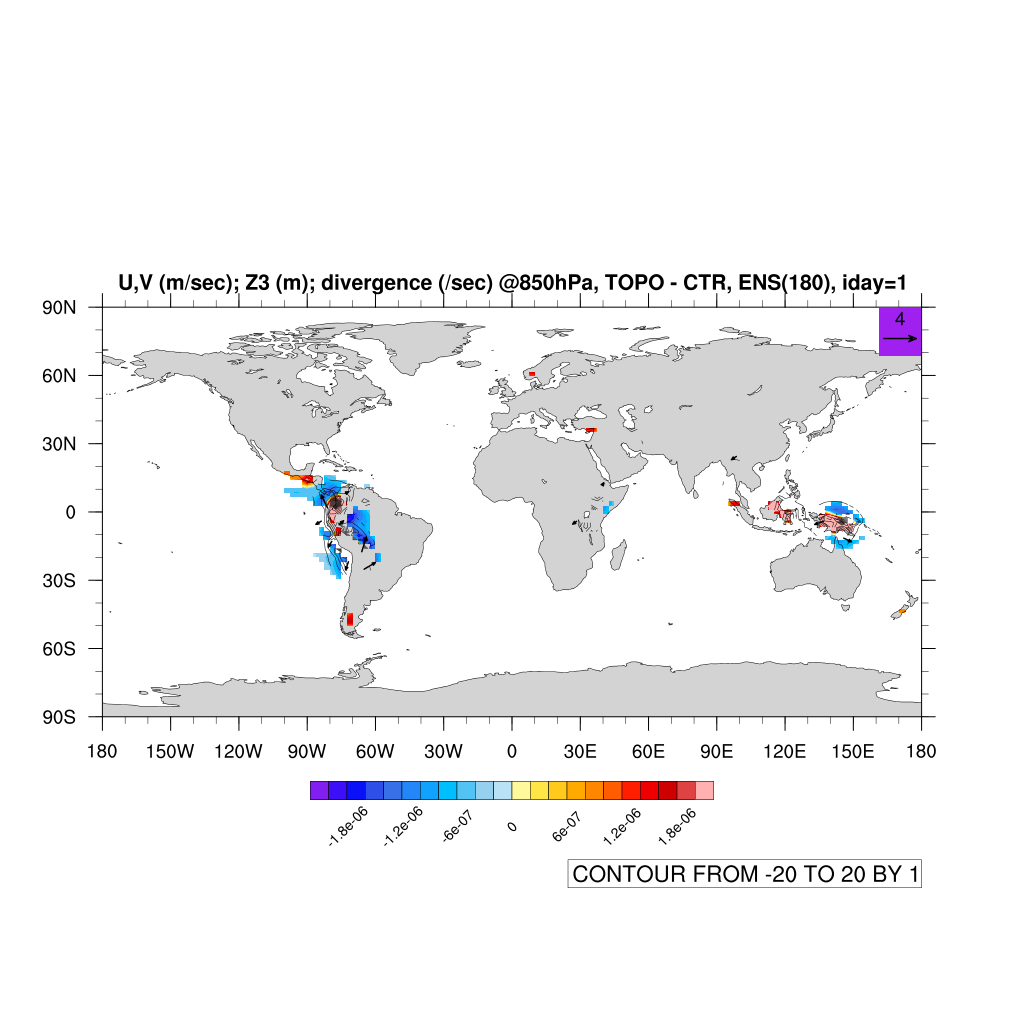 U,V (m/sec); Z3 (m); divergence (/sec) @850hPa, TOPO - CTR, ENS(180), iday=1
4
90N
60N
30N
0
30S
60S
90S
180 150W 120W 90W 60W 30W 0 30E 60E 90E 120E 150E 180
-1.8e-06 -1.2e-06 -6e-07 0 6e-07 1.2e-06 1.8e-06
CONTOUR FROM -20 TO 20 BY 1